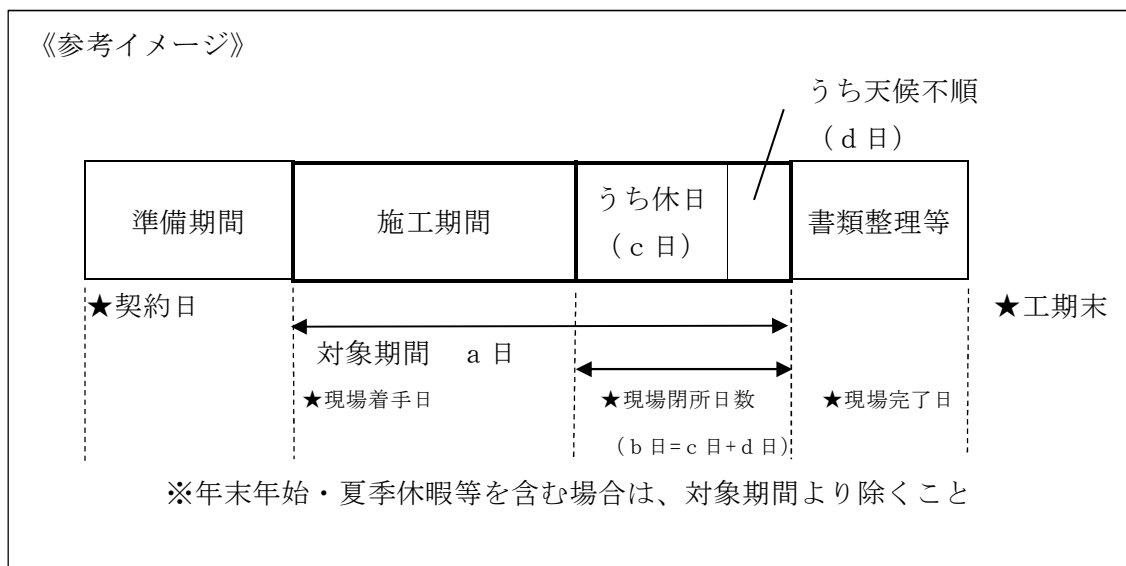 《参考イメージ》
うち天候不順
(d日)
準備期間
施工期間
うち休日
(c日)
書類整理等
★契約日
★工期末
対象期間 a日
★現場着手日
★現場閉所日数
★現場完了日
(b日=c日+d日)
※年末年始・夏季休暇等を含む場合は、対象期間より除くこと